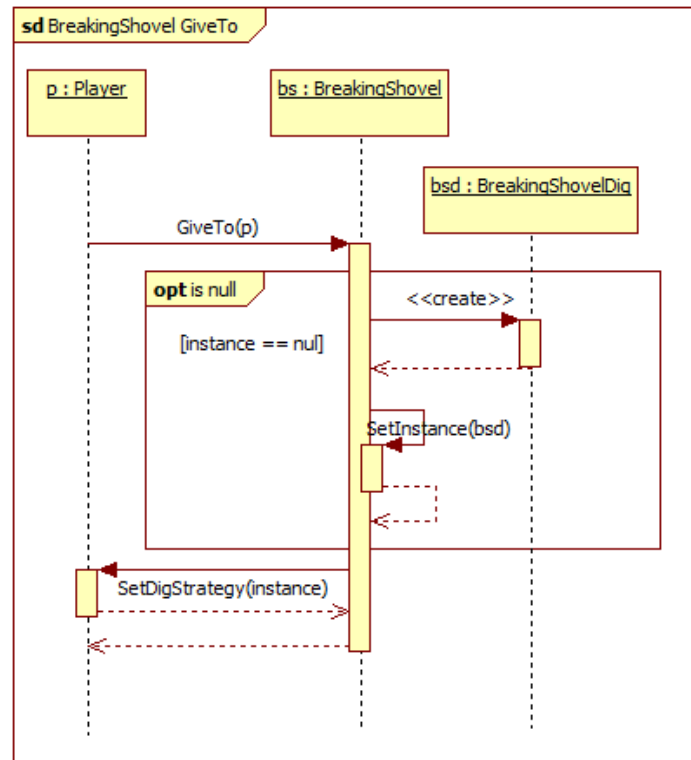 sd BreakingShovel GiveTo
p : Player
bs : BreakingShovel
bsd : BreakingShovelDig
GiveTo(p)
opt is null
<<create>>
[instance == nul]
SetInstance(bsd)
SetDigStrategy(instance)